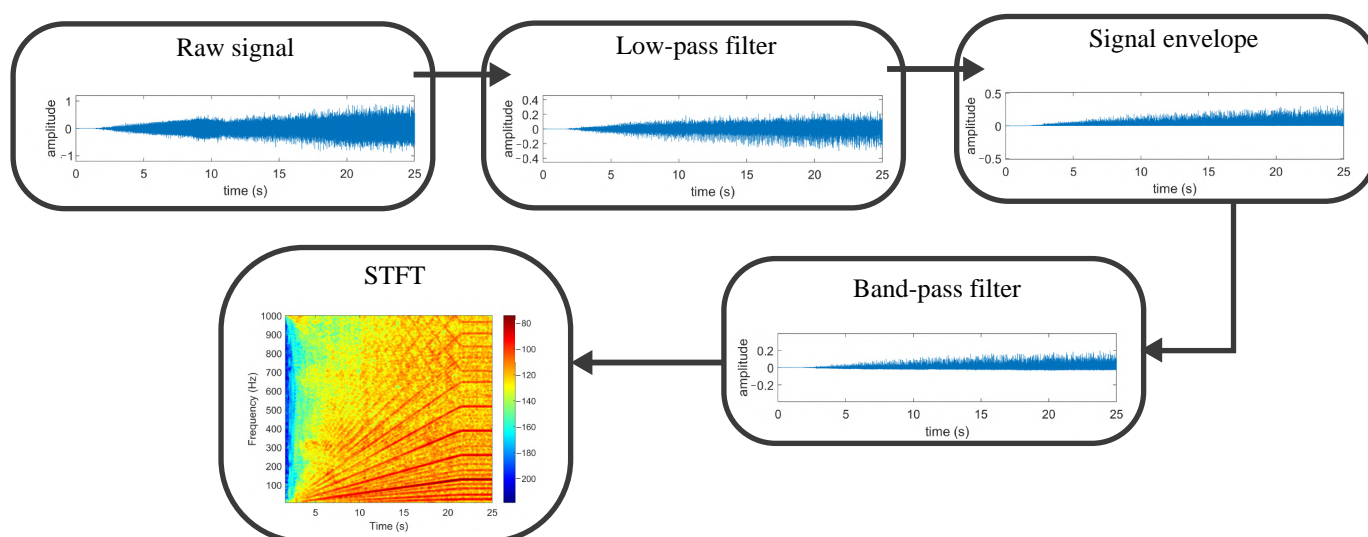 Raw signal
amplitude
1
0
−1
0 5 10 15 20 25
time (s)
Low-pass filter
amplitude
0.4
0.2
0
−0.2
−0.4
0 5 10 15 20 25
time (s)
Signal envelope
amplitude
0.5
0
−0.5
0 5 10 15 20 25
time (s)
STFT
Frequency (Hz)
1000
900
800
700
600
500
400
300
200
100
5 10 15 20 25
Time (s)
−80
−100
−120
−140
−160
−180
−200
Band-pass filter
amplitude
0.2
0
−0.2
0 5 10 15 20 25
time (s)